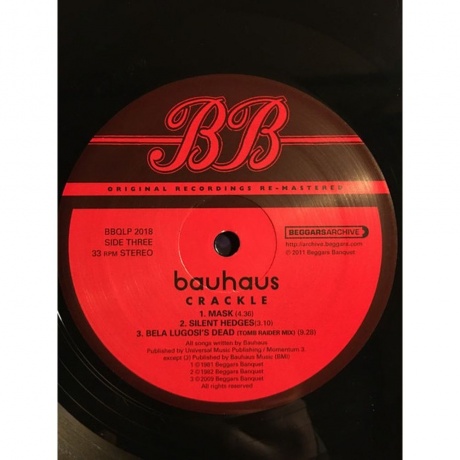 BB
ORIGINAL RECORDINGS RE-MASTERED
BBQLP 2018
SIDE THREE
33 RPM STEREO
BEGGARSARCHIVE
http://archive.beggars.com
© 2011 Beggars Banquet
bauhaus
CRACKLE
1. MASK (4.36)
2. SILENT HEDGES (3.10)
3. BELA LUGOSI'S DEAD (TOMB RAIDER MIX) (9.28)
All songs written by Bauhaus
Published by Universal Music Publishing / Momentum 3,
except (2) Published by Bauhaus Music (BMI)
1 ℗ 1981 Beggars Banquet
2 ℗ 1982 Beggars Banquet
3 ℗ 2009 Beggars Banquet
All rights reserved